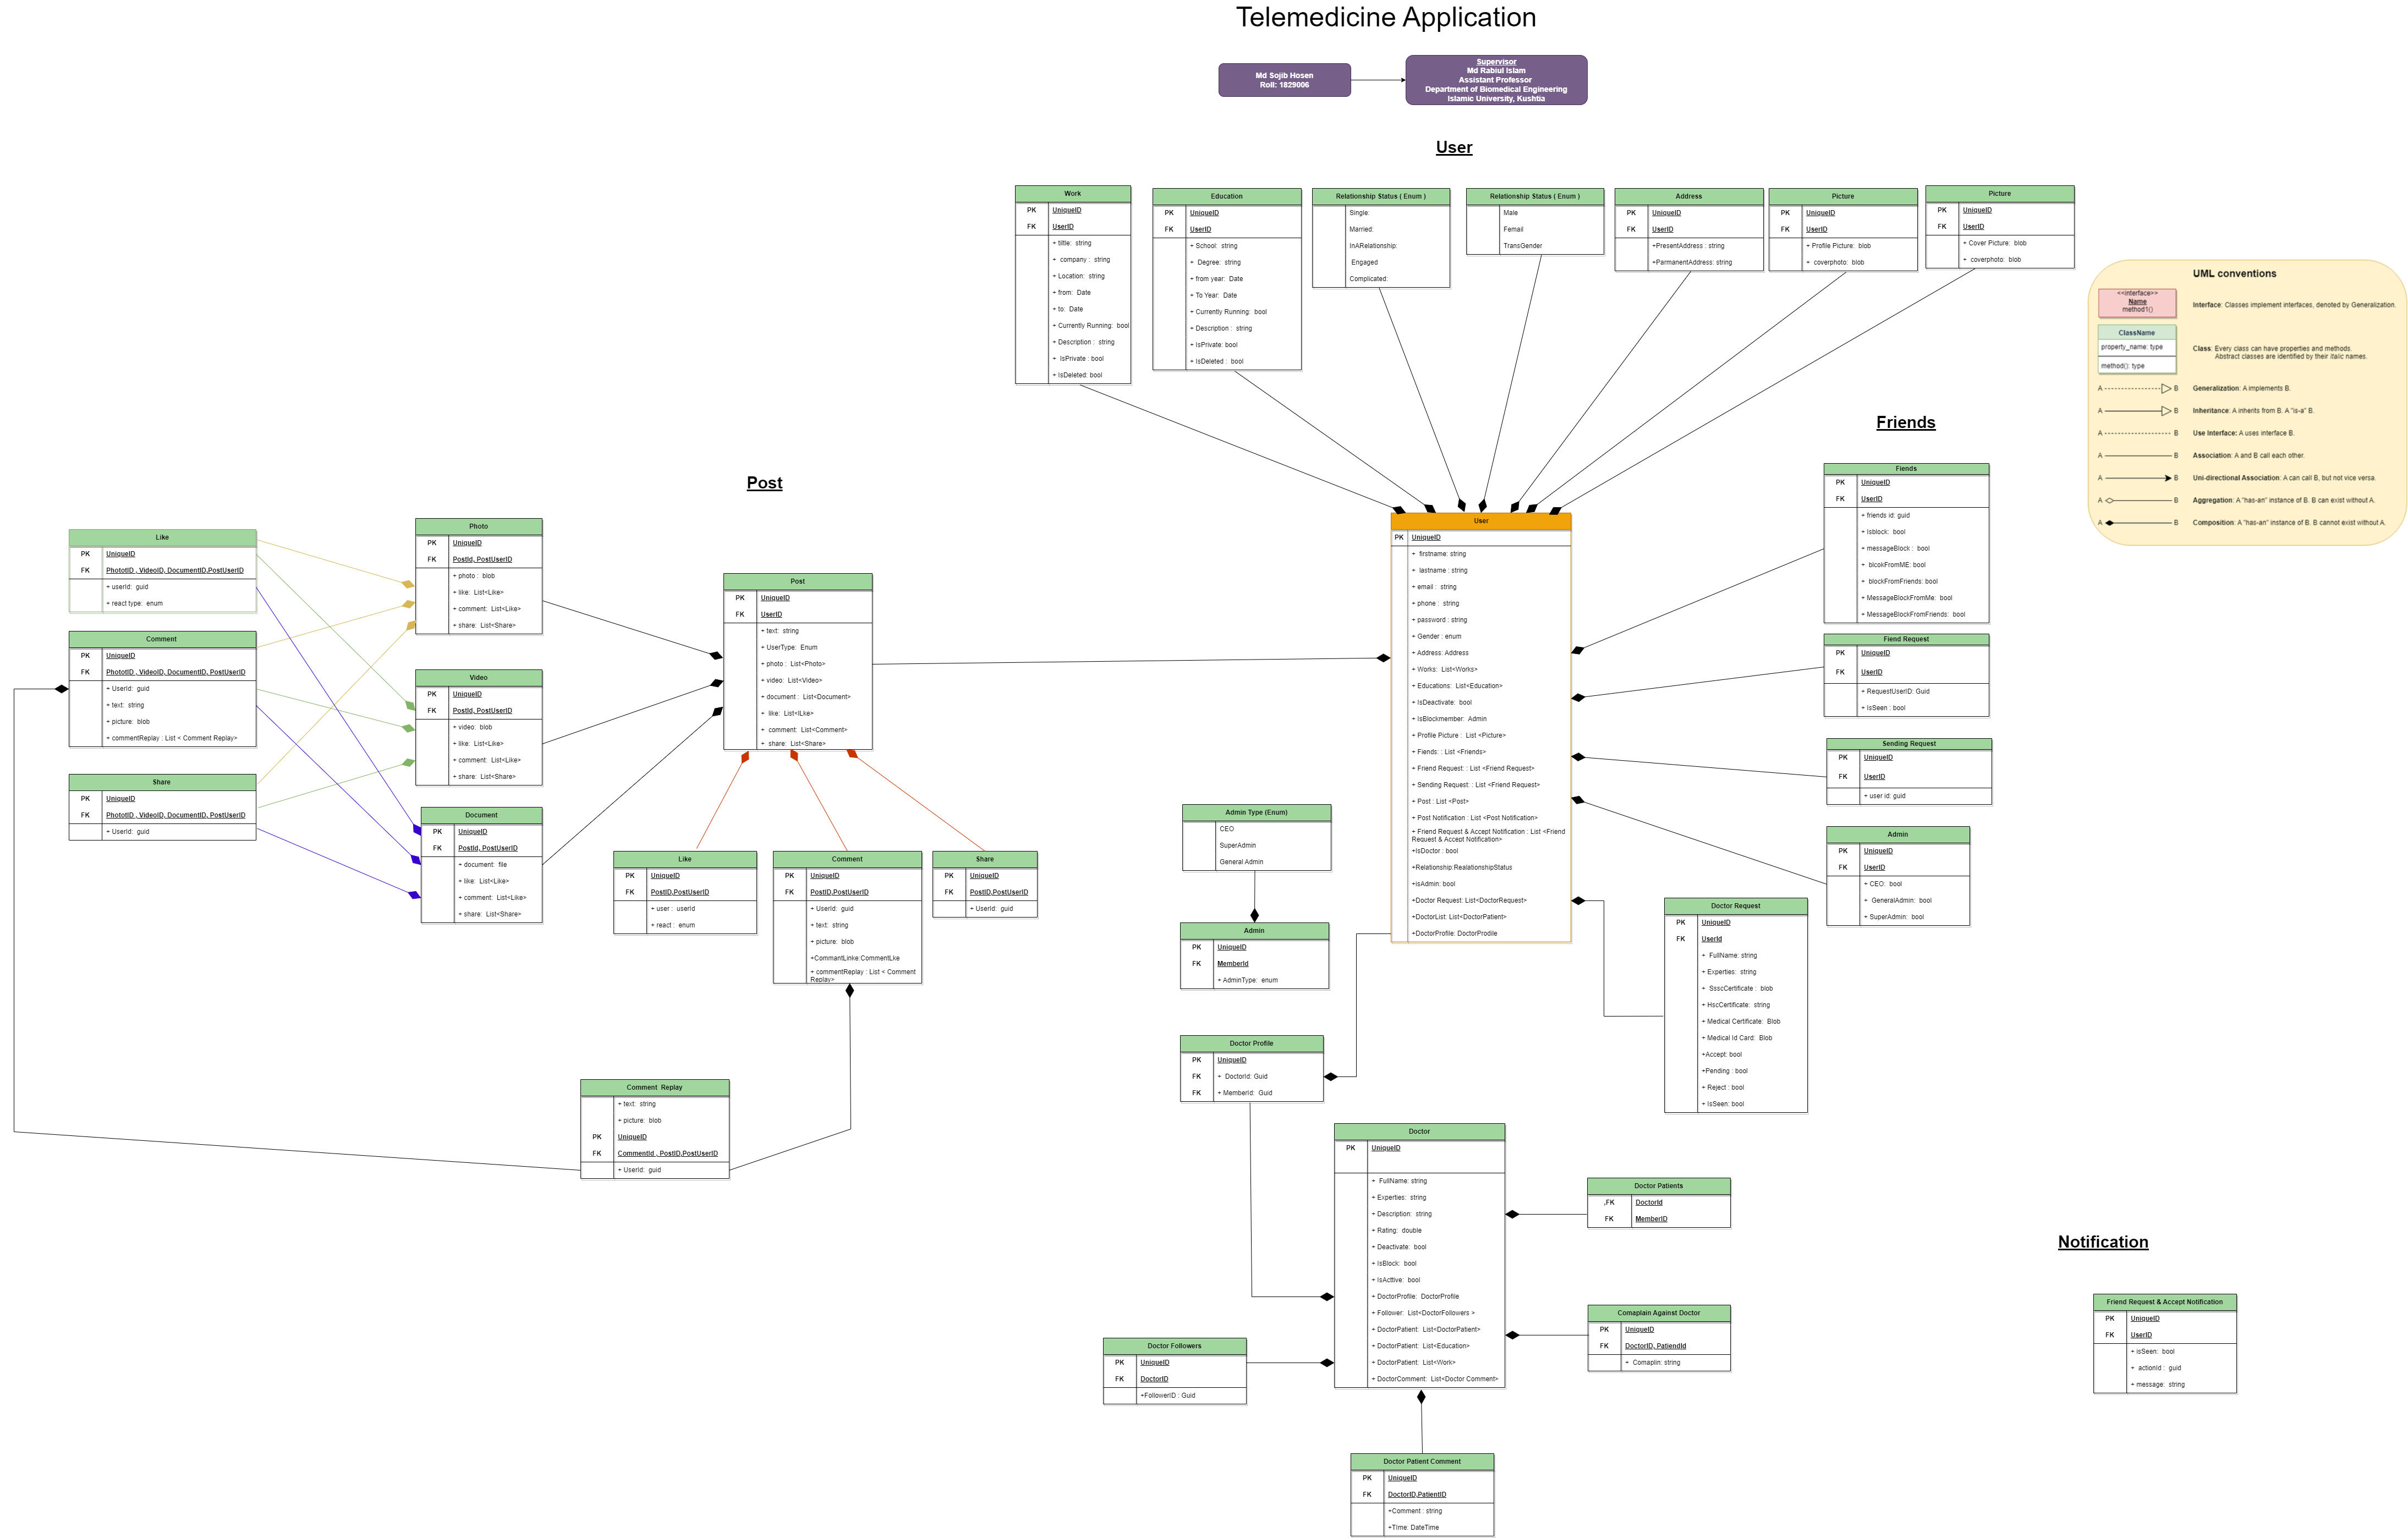 Telemedicine Application
Md Sojib Hosen
Roll: 1829006
Supervisor
Md Rabiul Islam
Assistant Professor
Department of Biomedical Engineering
Islamic University, Kushtia
User
Work
PK UniqueID
FK UserID
+ tiltle: string
+ company : string
+ Location: string
+ from: Date
+ to: Date
+ Currently Running: bool
+ Description : string
+ IsPrivate : bool
+ IsDeleted: bool
Education
PK UniqueID
FK UserID
+ School: string
+ Degree: string
+ from year: Date
+ To Year: Date
+ Currently Running: bool
+ Description : string
+ IsPrivate: bool
+ IsDeleted : bool
Relationship Status ( Enum )
Single:
Married:
InARelationship:
Engaged
Complicated:
Relationship Status ( Enum )
Male
Femail
TransGender
Address
PK UniqueID
FK UserID
+PresentAddress : string
+ParmanentAddress: string
Picture
PK UniqueID
FK UserID
+ Profile Picture: blob
+ coverphoto: blob
Picture
PK UniqueID
FK UserID
+ Cover Picture: blob
+ coverphoto: blob
UML conventions
<<interface>>
Name
method1()
Interface: Classes implement interfaces, denoted by Generalization.
ClassName
property_name: type
method(): type
Class: Every class can have properties and methods.
Abstract classes are identified by their Italic names.
A B Generalization: A implements B.
A B Inheritance: A inherits from B. A "is-a" B.
A B Use Interface: A uses interface B.
A B Association: A and B call each other.
A B Uni-directional Association: A can call B, but not vice versa.
A B Aggregation: A "has-an" instance of B. B can exist without A.
A B Composition: A "has-an" instance of B. B cannot exist without A.
Friends
Fiends
PK UniqueID
FK UserID
+ friends id: guid
+ Isblock: bool
+ messageBlock : bool
+ blcokFromME: bool
+ blockFromFriends: bool
+ MessageBlockFromMe: bool
+ MessageBlockFromFriends: bool
Fiend Request
PK UniqueID
FK UserID
+ RequestUserID: Guid
+ IsSeen : bool
Sending Request
PK UniqueID
FK UserID
+ user id: guid
Admin
PK UniqueID
FK UserID
+ CEO: bool
+ GeneralAdmin: bool
+ SuperAdmin: bool
User
PK UniqueID
+ firstname: string
+ lastname : string
+ email : string
+ phone : string
+ password : string
+ Gender : enum
+ Address: Address
+ Works: List<Works>
+ Educations: List<Education>
+ IsDeactivate: bool
+ IsBlockmember: Admin
+ Profile Picture : List <Picture>
+ Fiends: : List <Friends>
+ Friend Request: : List <Friend Request>
+ Sending Request: : List <Friend Request>
+ Post : List <Post>
+ Post Notification : List <Post Notification>
+ Friend Request & Accept Notification : List <Friend
Request & Accept Notification>
+IsDoctor : bool
+Relationship:RealationshipStatus
+isAdmin: bool
+Doctor Request: List<DoctorRequest>
+DoctorList: List<DoctorPatient>
+DoctorProfile: DoctorProdile
Post
Like
PK UniqueID
FK PhototID , VideoID, DocumentID,PostUserID
+ userId: guid
+ react type: enum
Comment
PK UniqueID
FK PhototID , VideoID, DocumentID, PostUserID
+ UserId: guid
+ text: string
+ picture: blob
+ commentReplay : List < Comment Replay>
Share
PK UniqueID
FK PhototID , VideoID, DocumentID, PostUserID
+ UserId: guid
Photo
PK UniqueID
FK PostId, PostUserID
+ photo : blob
+ like: List<Like>
+ comment: List<Like>
+ share: List<Share>
Video
PK UniqueID
FK PostId, PostUserID
+ video: blob
+ like: List<Like>
+ comment: List<Like>
+ share: List<Share>
Document
PK UniqueID
FK PostId, PostUserID
+ document: file
+ like: List<Like>
+ comment: List<Like>
+ share: List<Share>
Post
PK UniqueID
FK UserID
+ text: string
+ UserType: Enum
+ photo : List<Photo>
+ video: List<Video>
+ document : List<Document>
+ like: List<lLke>
+ comment: List<Comment>
+ share: List<Share>
Like
PK UniqueID
FK PostID,PostUserID
+ user : userId
+ react : enum
Comment
PK UniqueID
FK PostID,PostUserID
+ UserId: guid
+ text: string
+ picture: blob
+CommantLinke:CommentLke
+ commentReplay : List < Comment
Replay>
Share
PK UniqueID
FK PostID,PostUserID
+ UserId: guid
Comment Replay
+ text: string
+ picture: blob
PK UniqueID
FK CommentId , PostID,PostUserID
+ UserId: guid
Admin Type (Enum)
CEO
SuperAdmin
General Admin
Admin
PK UniqueID
FK MemberId
+ AdminType: enum
Doctor Profile
PK UniqueID
FK + DoctorId: Guid
FK + MemberId: Guid
Doctor Request
PK UniqueID
FK UserId
+ FullName: string
+ Experties: string
+ SsscCertificate : blob
+ HscCertificate: string
+ Medical Certificate: Blob
+ Medical Id Card: Blob
+Accept: bool
+Pending : bool
+ Reject : bool
+ IsSeen: bool
Doctor
PK UniqueID
+ FullName: string
+ Experties: string
+ Description: string
+ Rating: double
+ Deactivate: bool
+ IsBlock: bool
+ IsActtive: bool
+ DoctorProfile: DoctorProfile
+ Follower: List<DoctorFollowers >
+ DoctorPatient: List<DoctorPatient>
+ DoctorPatient: List<Education>
+ DoctorPatient: List<Work>
+ DoctorComment: List<Doctor Comment>
Doctor Patients
,FK DoctorId
FK MemberID
Comaplain Against Doctor
PK UniqueID
FK DoctorID, PatiendId
+ Comaplin: string
Doctor Followers
PK UniqueID
FK DoctorID
+FollowerID : Guid
Doctor Patient Comment
PK UniqueID
FK DoctorID,PatientID
+Comment : string
+TIme: DateTime
Notification
Friend Request & Accept Notification
PK UniqueID
FK UserID
+ isSeen: bool
+ actionId : guid
+ message: string